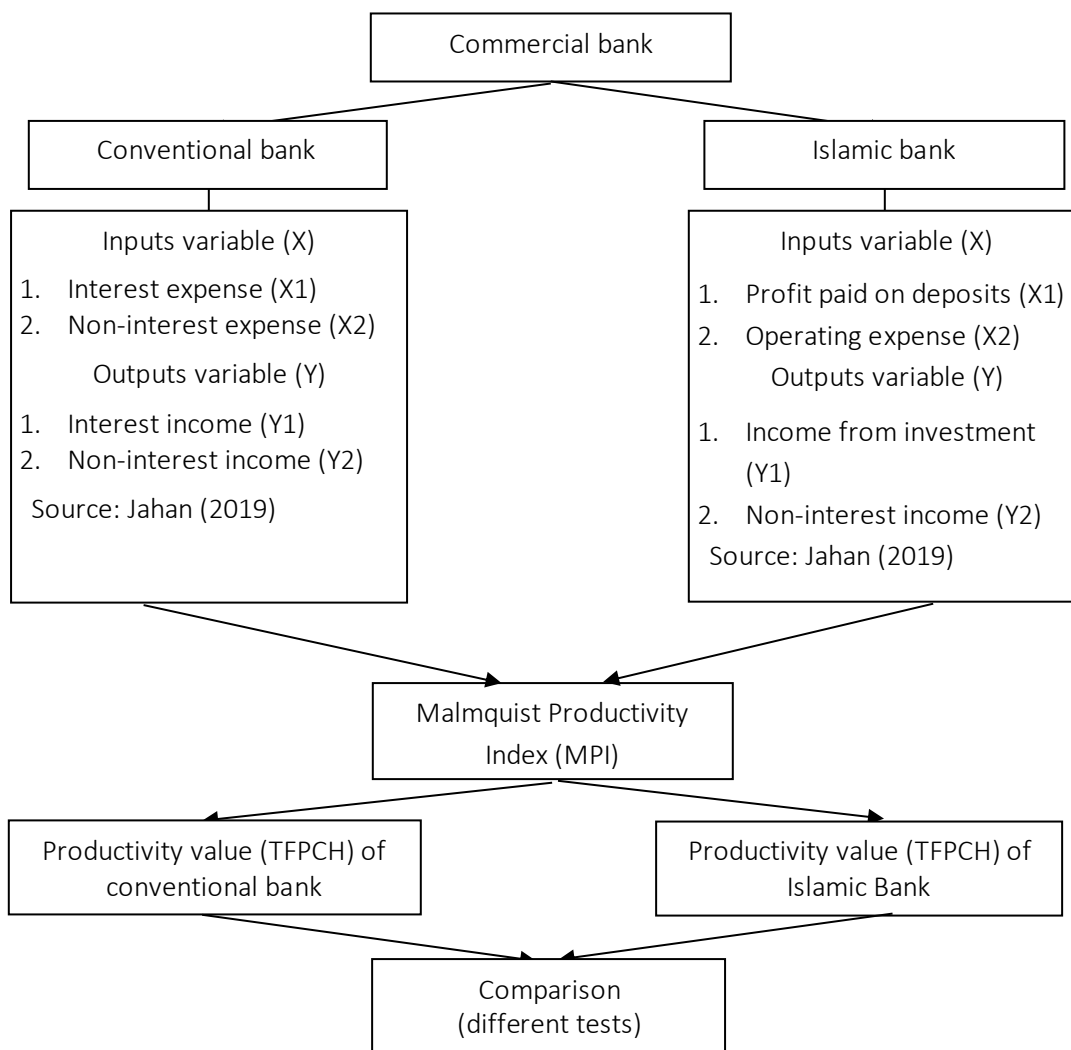 Commercial bank
Conventional bank
Islamic bank
Inputs variable (X)
1. Interest expense (X1)
2. Non-interest expense (X2)
Outputs variable (Y)
1. Interest income (Y1)
2. Non-interest income (Y2)
Source: Jahan (2019)
Inputs variable (X)
1. Profit paid on deposits (X1)
2. Operating expense (X2)
Outputs variable (Y)
1. Income from investment
(Y1)
2. Non-interest income (Y2)
Source: Jahan (2019)
Malmquist Productivity
Index (MPI)
Productivity value (TFPCH) of
conventional bank
Productivity value (TFPCH) of
Islamic Bank
Comparison
(different tests)